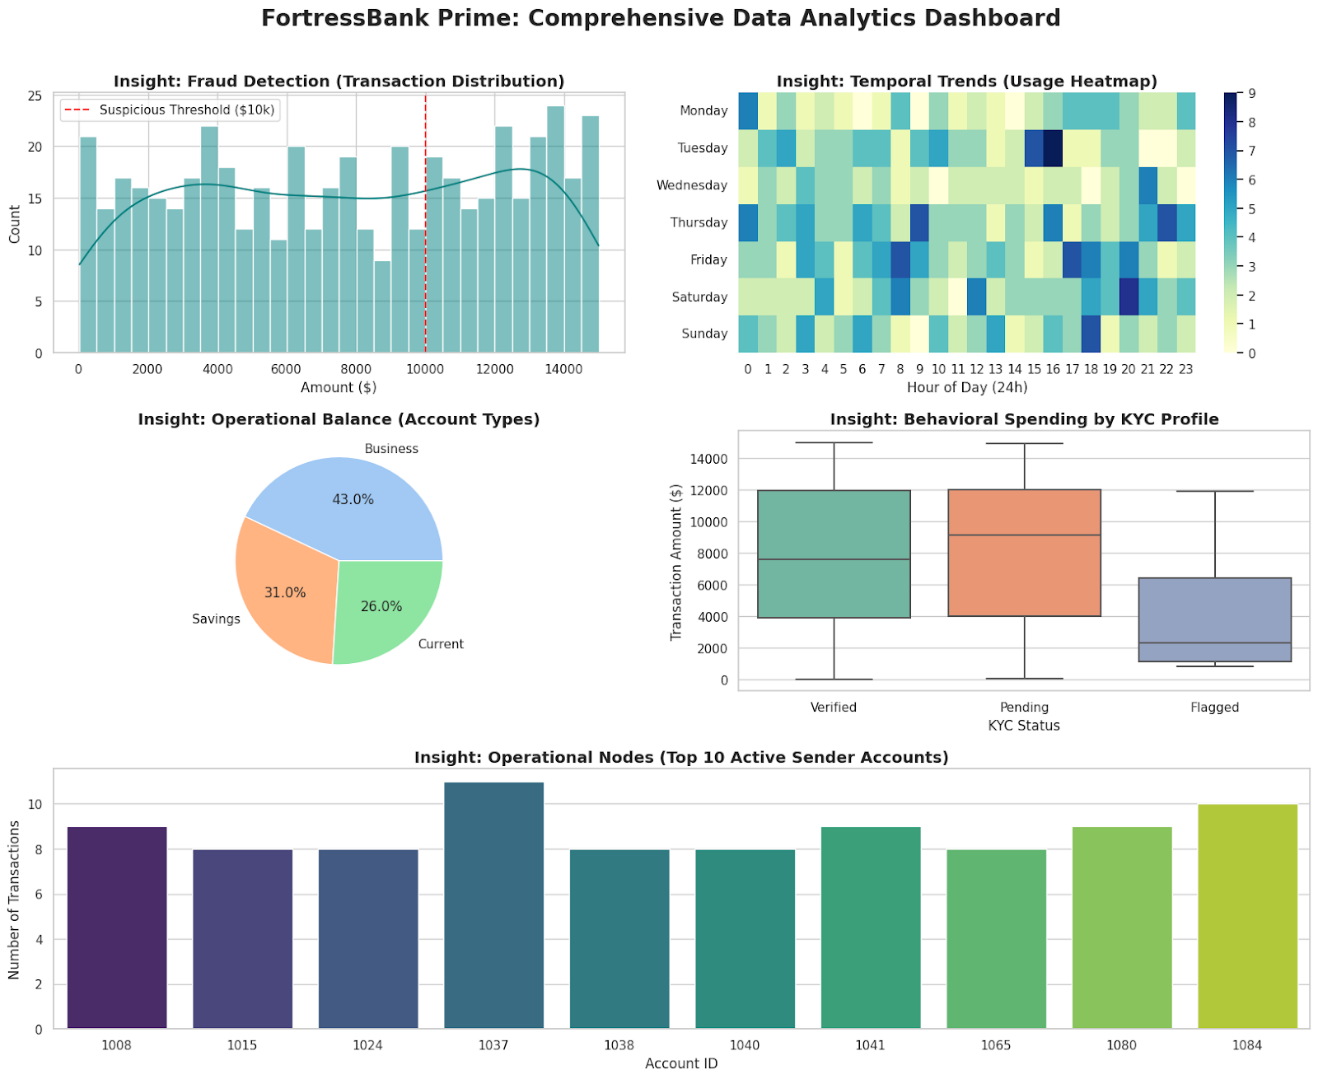 FortressBank Prime: Comprehensive Data Analytics Dashboard
Insight: Fraud Detection (Transaction Distribution)
Suspicious Threshold ($10k)
25
20
15
10
5
0
Count
0 2000 4000 6000 8000 10000 12000 14000
Amount ($)
Insight: Temporal Trends (Usage Heatmap)
Monday
Tuesday
Wednesday
Thursday
Friday
Saturday
Sunday
0 1 2 3 4 5 6 7 8 9 10 11 12 13 14 15 16 17 18 19 20 21 22 23
Hour of Day (24h)
9
8
7
6
5
4
3
2
1
0
Insight: Operational Balance (Account Types)
Business
43.0%
31.0%
26.0%
Savings
Current
Insight: Behavioral Spending by KYC Profile
14000
12000
10000
8000
6000
4000
2000
0
Transaction Amount ($)
Verified Pending Flagged
KYC Status
Insight: Operational Nodes (Top 10 Active Sender Accounts)
10
8
6
4
2
0
Number of Transactions
1008 1015 1024 1037 1038 1040 1041 1065 1080 1084
Account ID